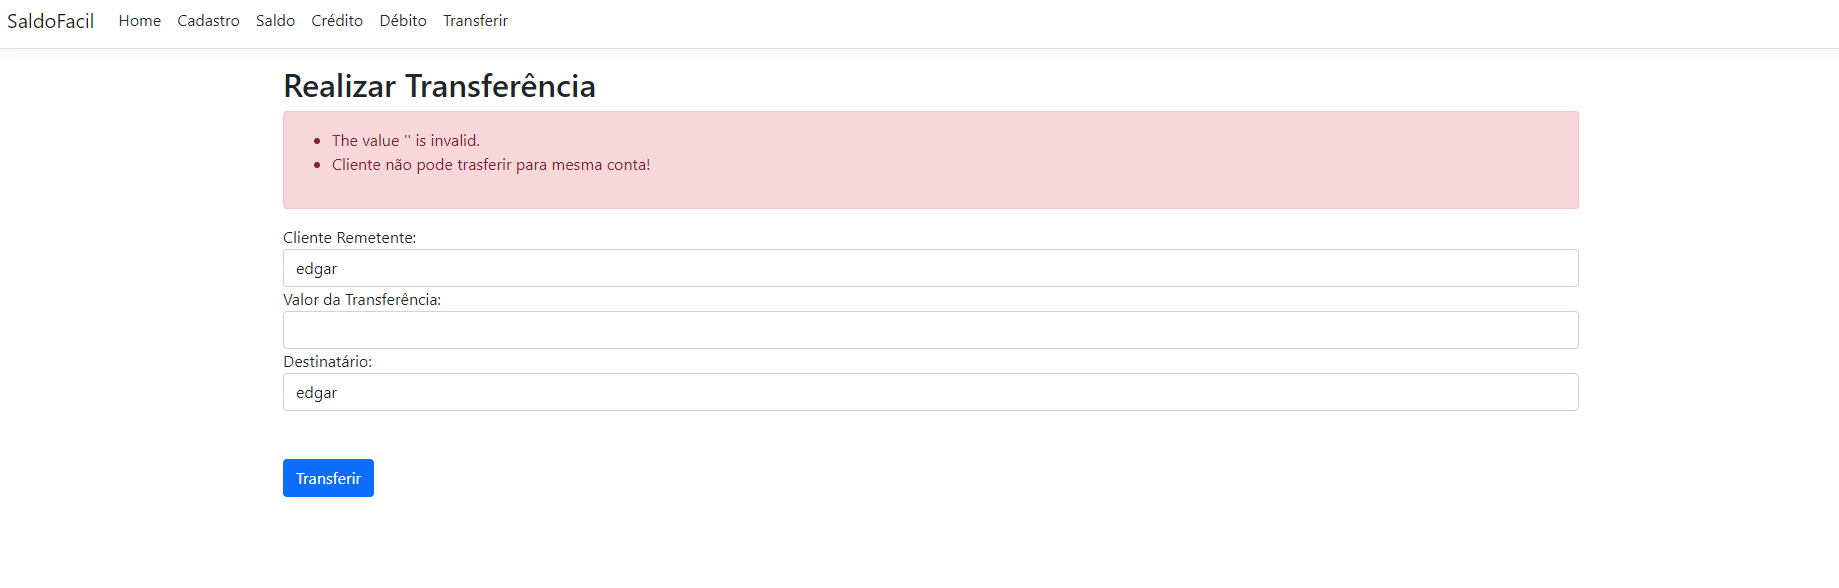 SaldoFacil Home Cadastro Saldo Crédito Débito Transferir
Realizar Transferência
The value '' is invalid.
Cliente não pode trasferir para mesma conta!
Cliente Remetente:
edgar
Valor da Transferência:
Destinatário:
edgar
Transferir